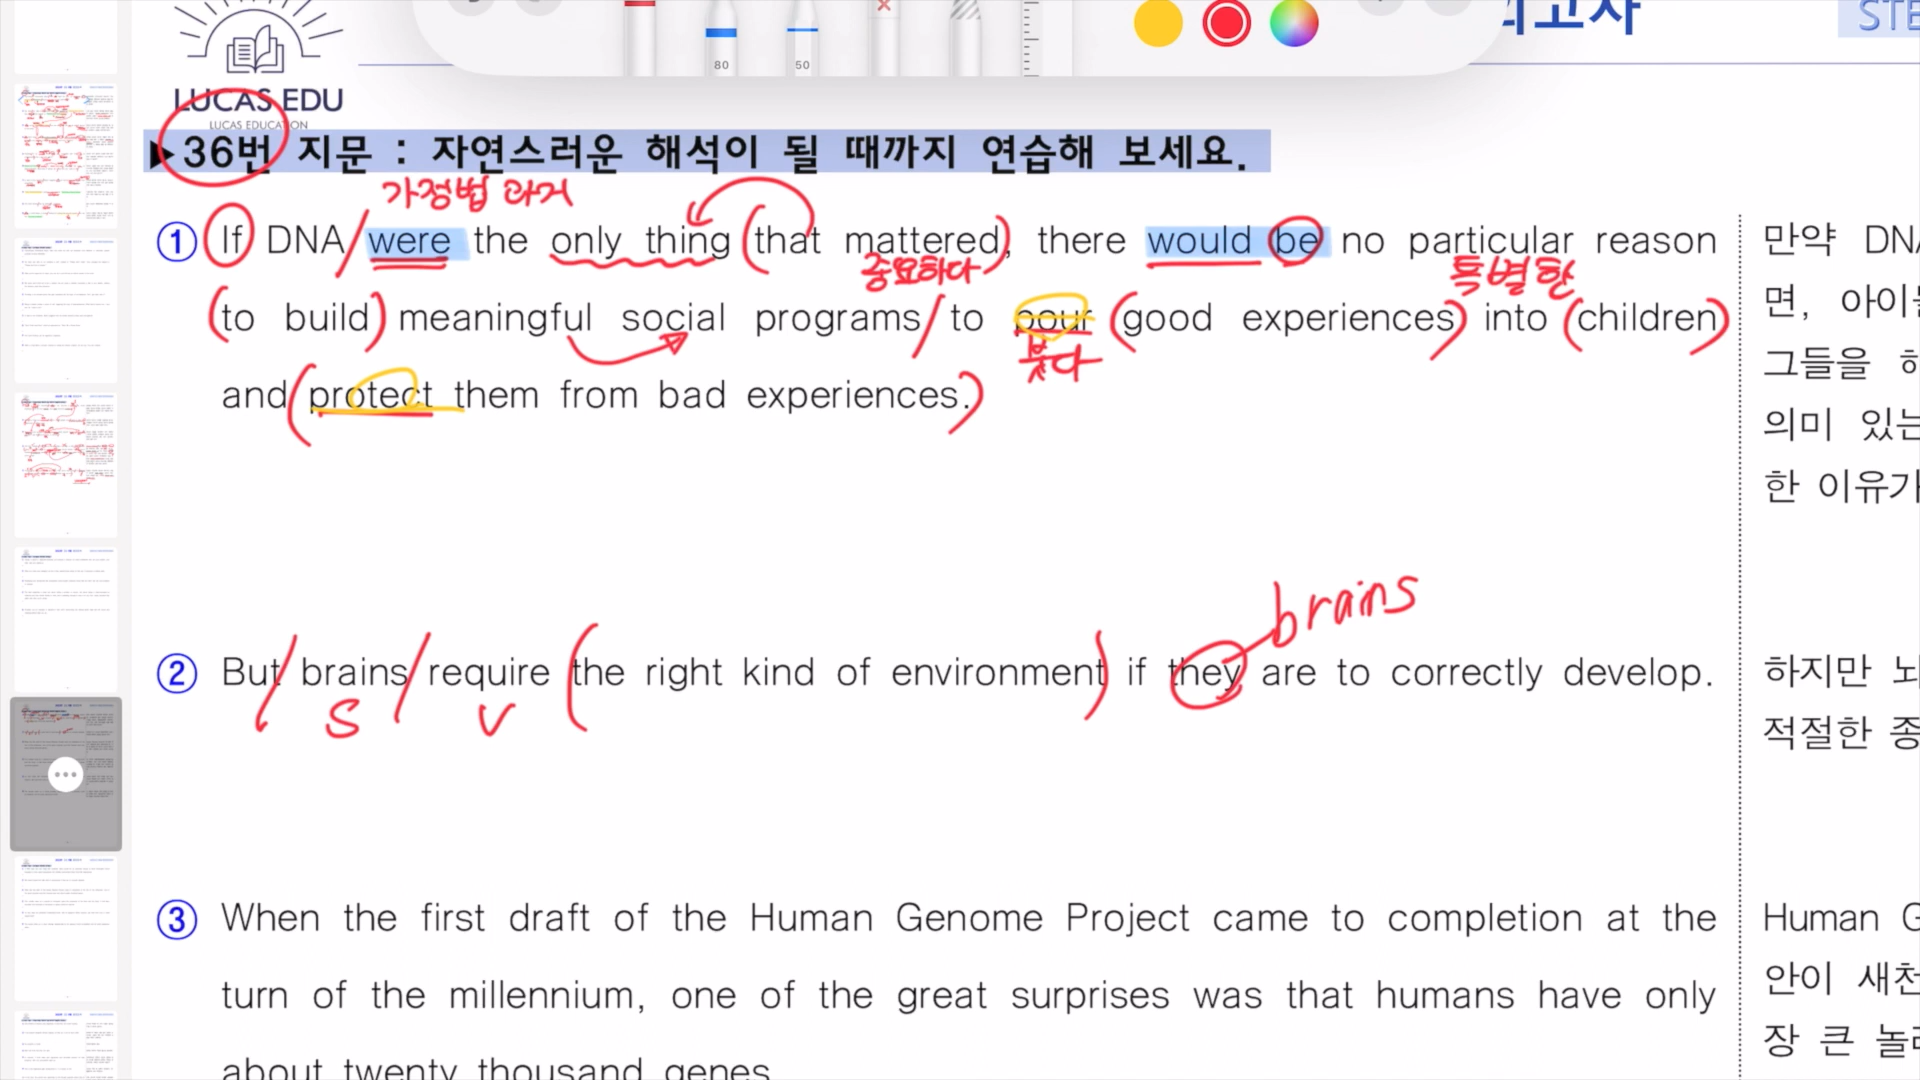 80
50
의고사
STE
LUCAS EDU
LUCAS EDUCATION
▶36번 지문 : 자연스러운 해석이 될 때까지 연습해 보세요.
가정법 과거
① If DNA were the only thing that mattered, there would be no particular reason
중요하다
특별한
to build meaningful social programs to pour good experiences into children
붓다
and protect them from bad experiences.
brains
② But brains require the right kind of environment if they are to correctly develop.
S
V
③ When the first draft of the Human Genome Project came to completion at the
turn of the millennium, one of the great surprises was that humans have only
about twenty thousand genes.
만약 DN
면, 아이
그들을
의미 있는
한 이유가
하지만 뇌
적절한 종
Human G
안이 새천
장 큰 놀